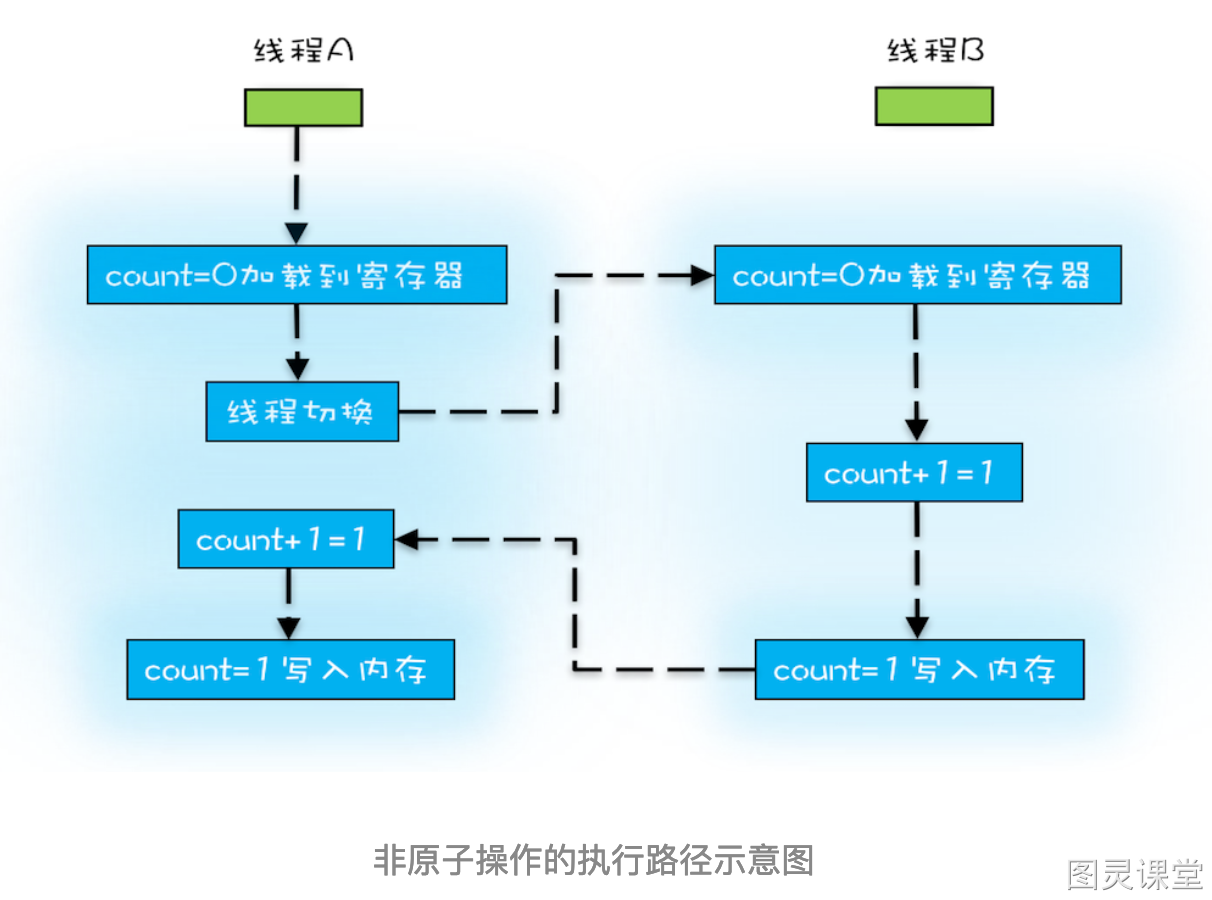 线程A
线程B
count=0加载到寄存器
count=0加载到寄存器
线程切换
count+1=1
count+1=1
count=1写入内存
count=1写入内存
非原子操作的执行路径示意图
图灵课堂